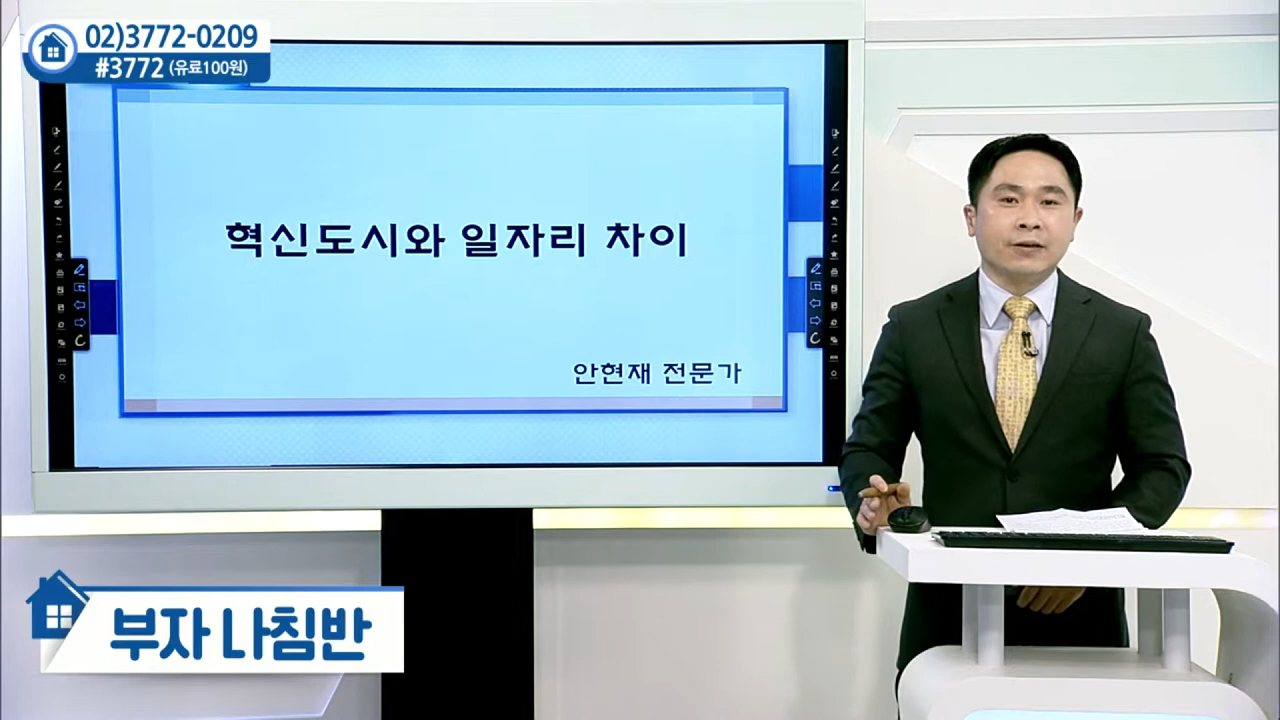 02)3772-0209
#3772 (유료100원)
혁신도시와 일자리 차이
안현재 전문가
부자 나침반